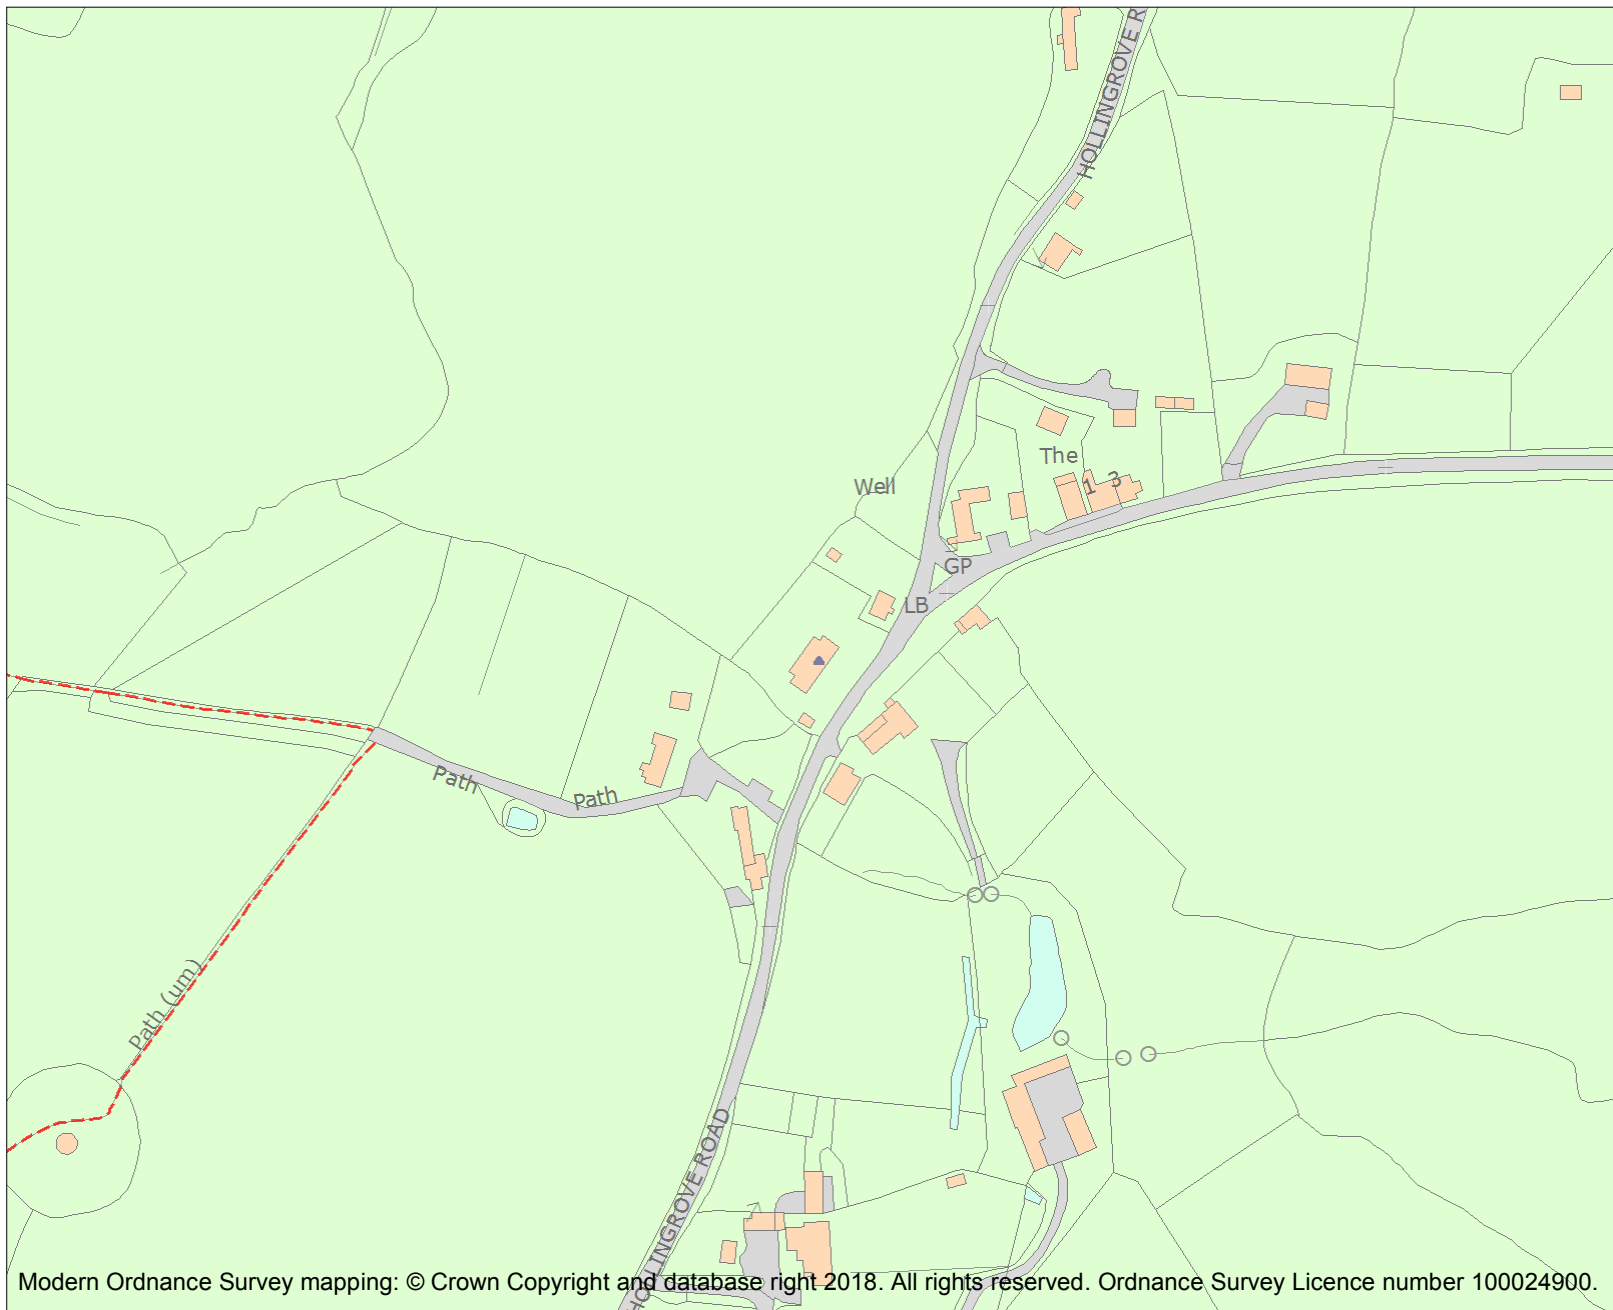 HOLLINGROVE R
The
1
3
Well
GP
LB
Path
Path
Path (um)
HOLLINGROVE ROAD
Modern Ordnance Survey mapping: © Crown Copyright and database right 2018. All rights reserved. Ordnance Survey Licence number 100024900.